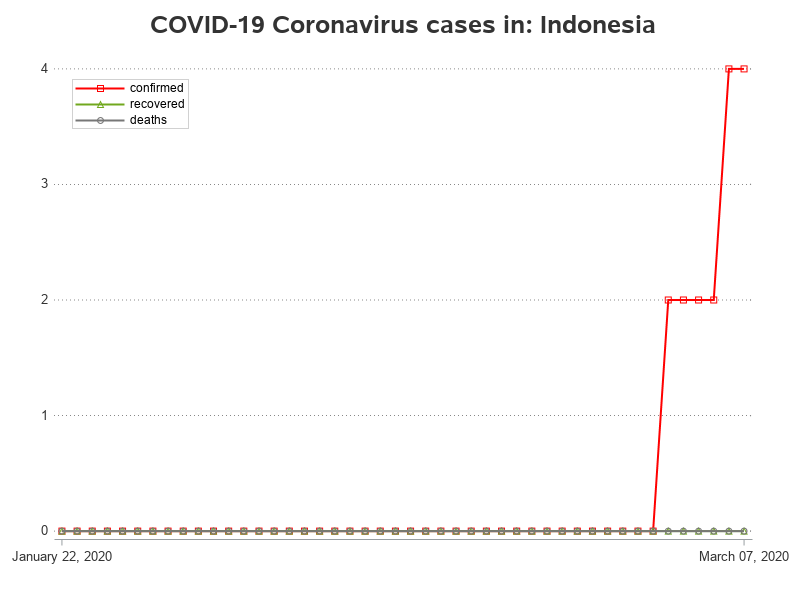 COVID-19 Coronavirus cases in: Indonesia
4
confirmed
recovered
deaths
3
2
1
0
January 22, 2020
March 07, 2020